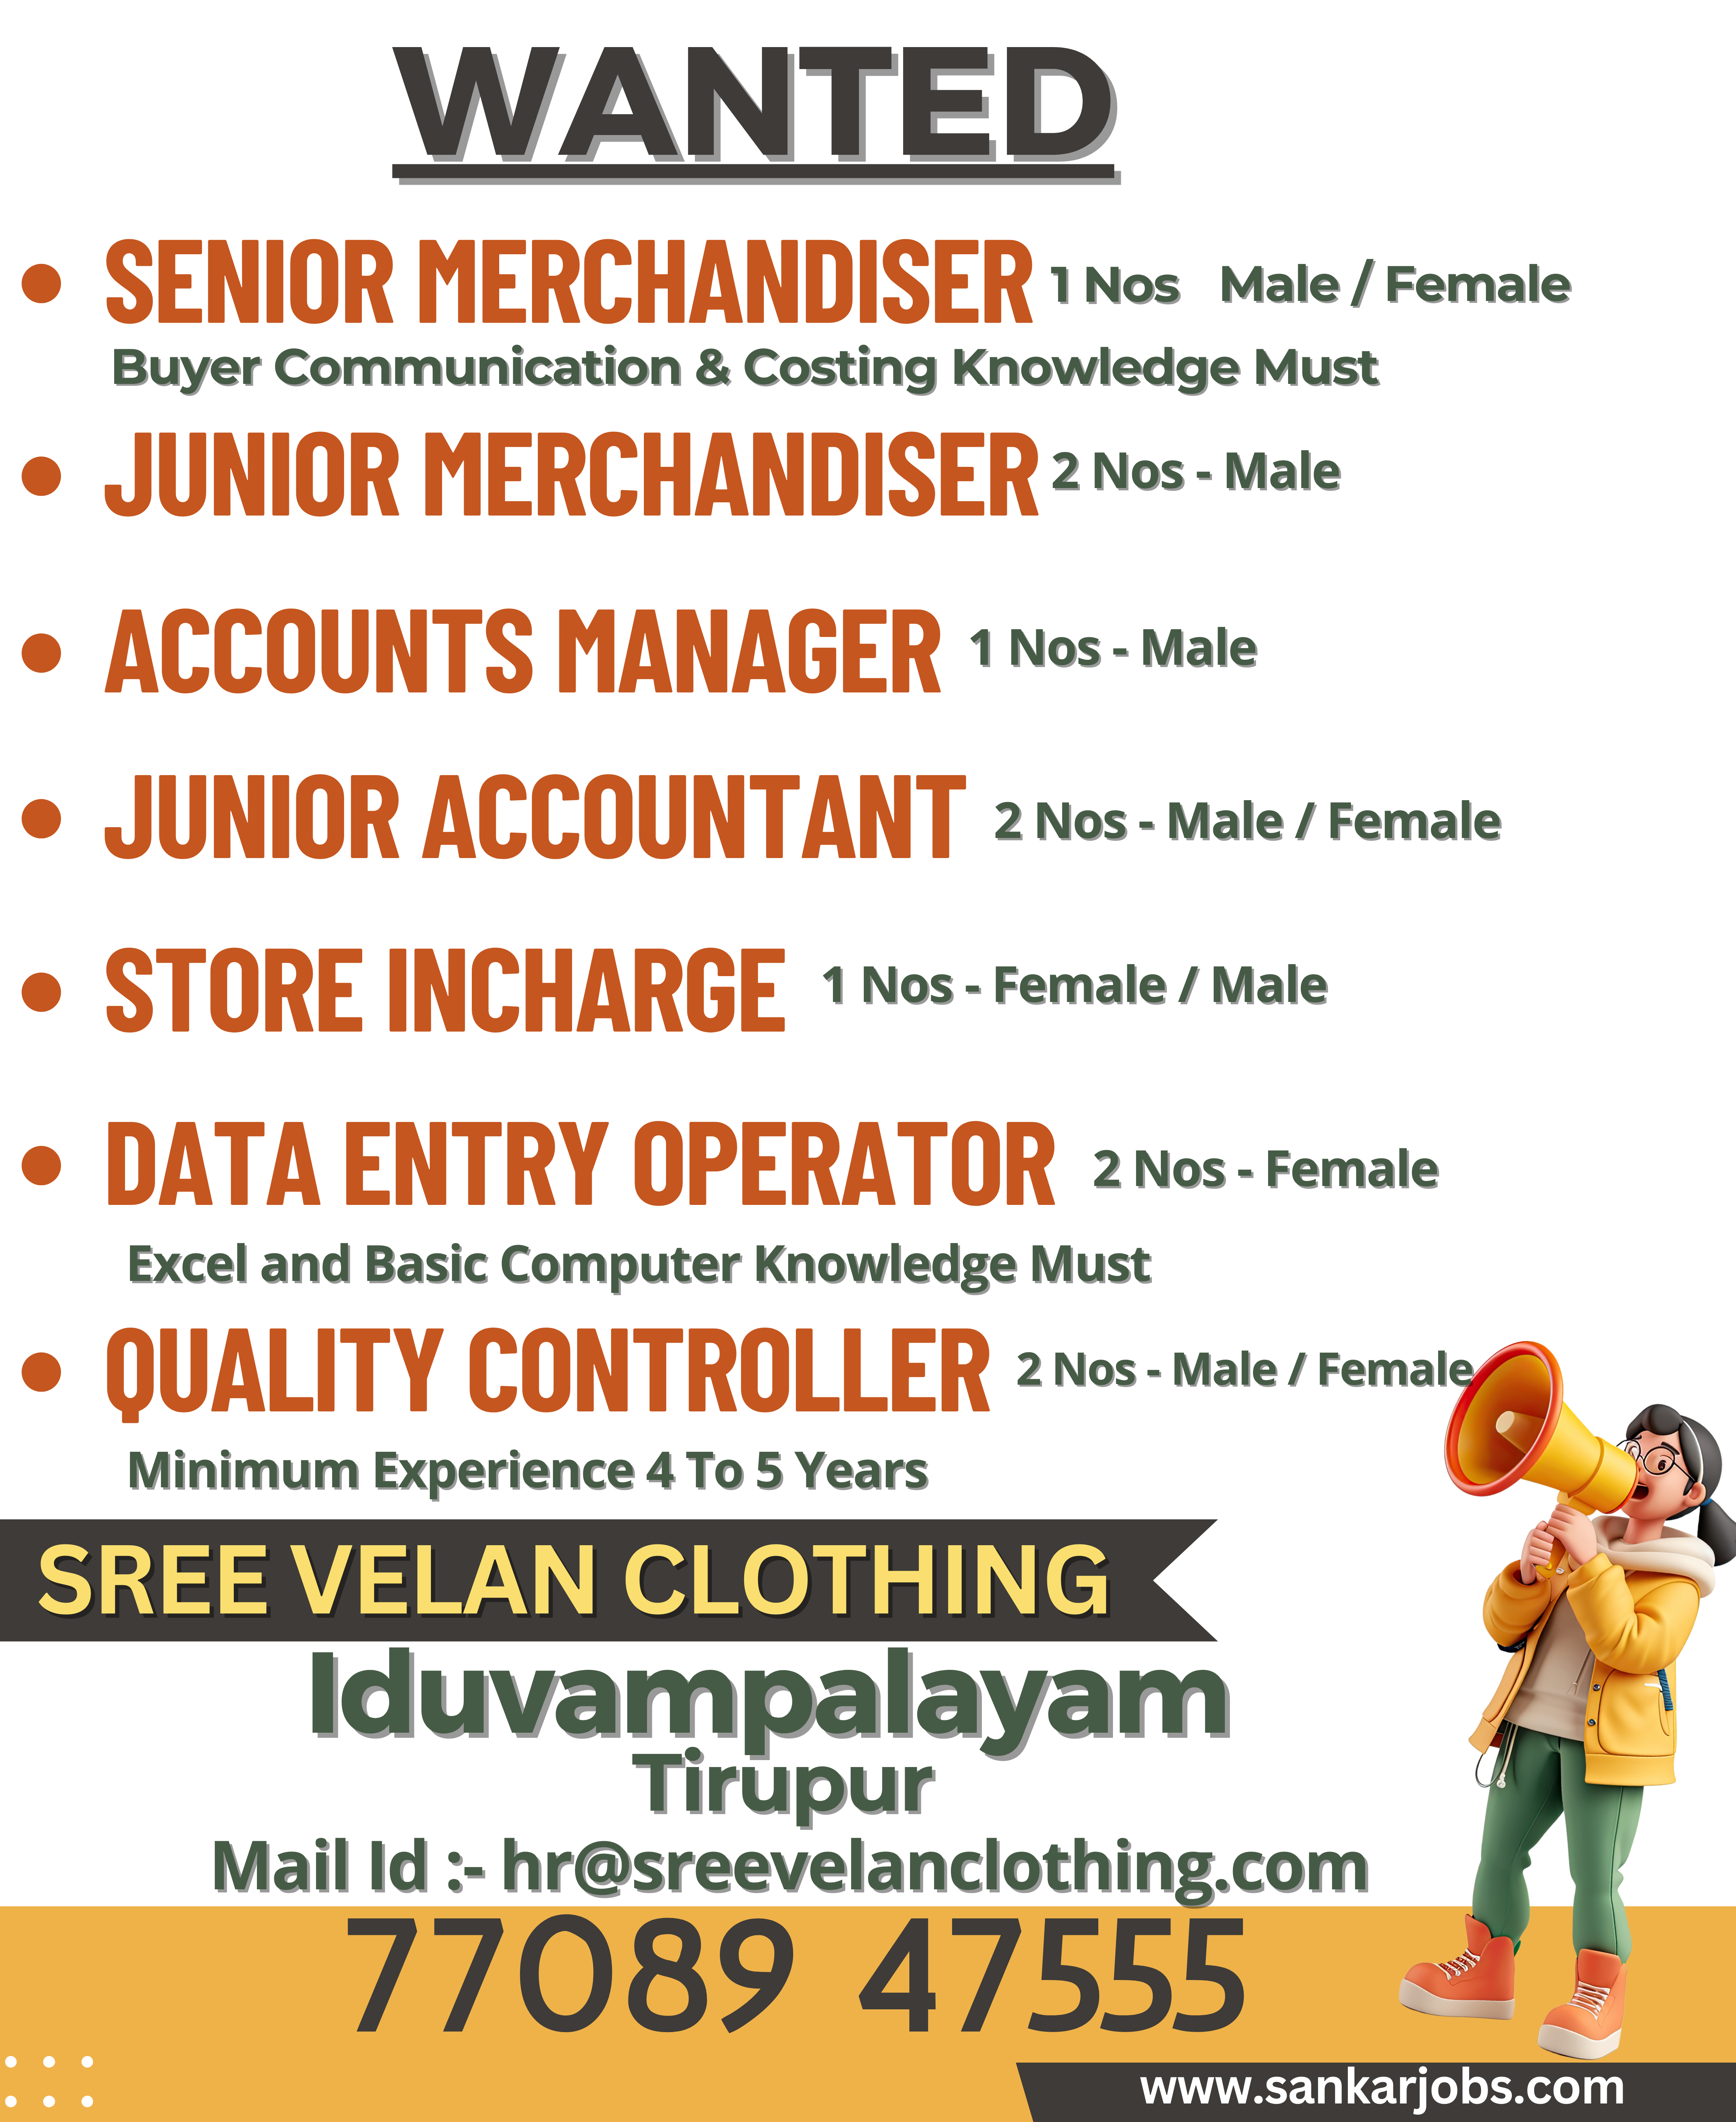 WANTED
SENIOR MERCHANDISER 1 Nos Male / Female
Buyer Communication & Costing Knowledge Must
JUNIOR MERCHANDISER 2 Nos - Male
ACCOUNTS MANAGER 1 Nos - Male
JUNIOR ACCOUNTANT 2 Nos - Male / Female
STORE INCHARGE 1 Nos - Female / Male
DATA ENTRY OPERATOR 2 Nos - Female
Excel and Basic Computer Knowledge Must
QUALITY CONTROLLER 2 Nos - Male / Female
Minimum Experience 4 To 5 Years
SREE VELAN CLOTHING
Iduvampalayam
Tirupur
Mail Id :- hr@sreevelanclothing.com
77089 47555
www.sankarjobs.com